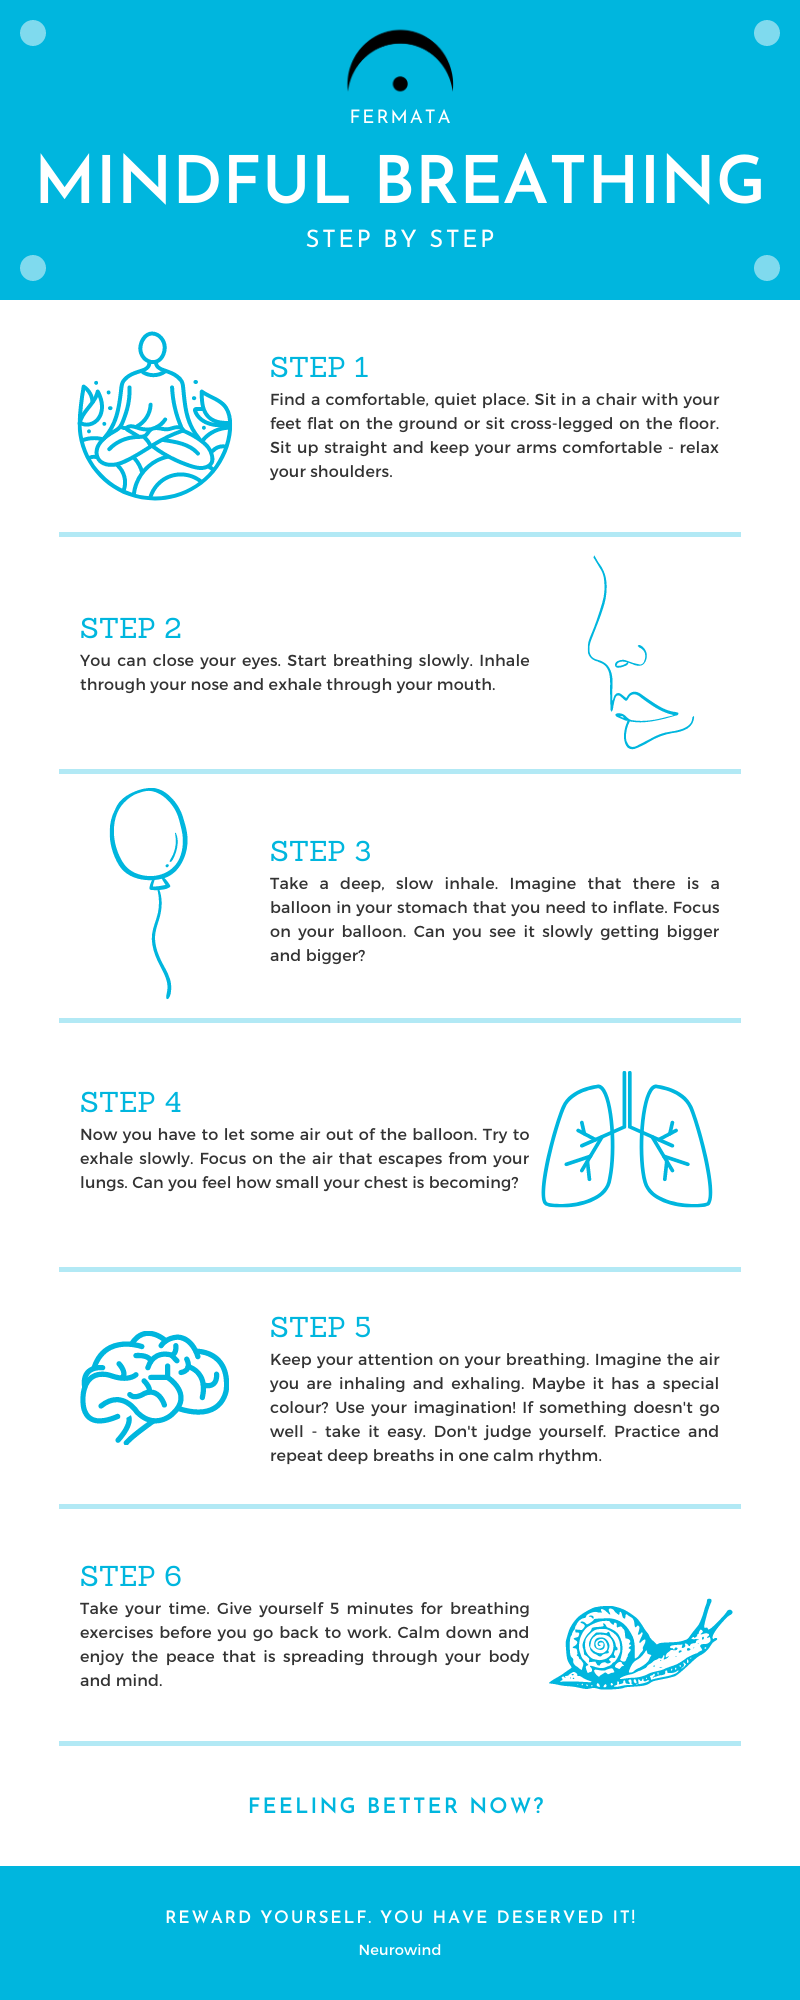 FERMATA
MINDFUL BREATHING
STEP BY STEP
STEP 1
Find a comfortable, quiet place. Sit in a chair with your
feet flat on the ground or sit cross-legged on the floor.
Sit up straight and keep your arms comfortable - relax
your shoulders.
STEP 2
You can close your eyes. Start breathing slowly. Inhale
through your nose and exhale through your mouth.
STEP 3
Take a deep, slow inhale. Imagine that there is a
balloon in your stomach that you need to inflate. Focus
on your balloon. Can you see it slowly getting bigger
and bigger?
STEP 4
Now you have to let some air out of the balloon. Try to
exhale slowly. Focus on the air that escapes from your
lungs. Can you feel how small your chest is becoming?
STEP 5
Keep your attention on your breathing. Imagine the air
you are inhaling and exhaling. Maybe it has a special
colour? Use your imagination! If something doesn't go
well - take it easy. Don't judge yourself. Practice and
repeat deep breaths in one calm rhythm.
STEP 6
Take your time. Give yourself 5 minutes for breathing
exercises before you go back to work. Calm down and
enjoy the peace that is spreading through your body
and mind.
FEELING BETTER NOW?
REWARD YOURSELF. YOU HAVE DESERVED IT!
Neurowind